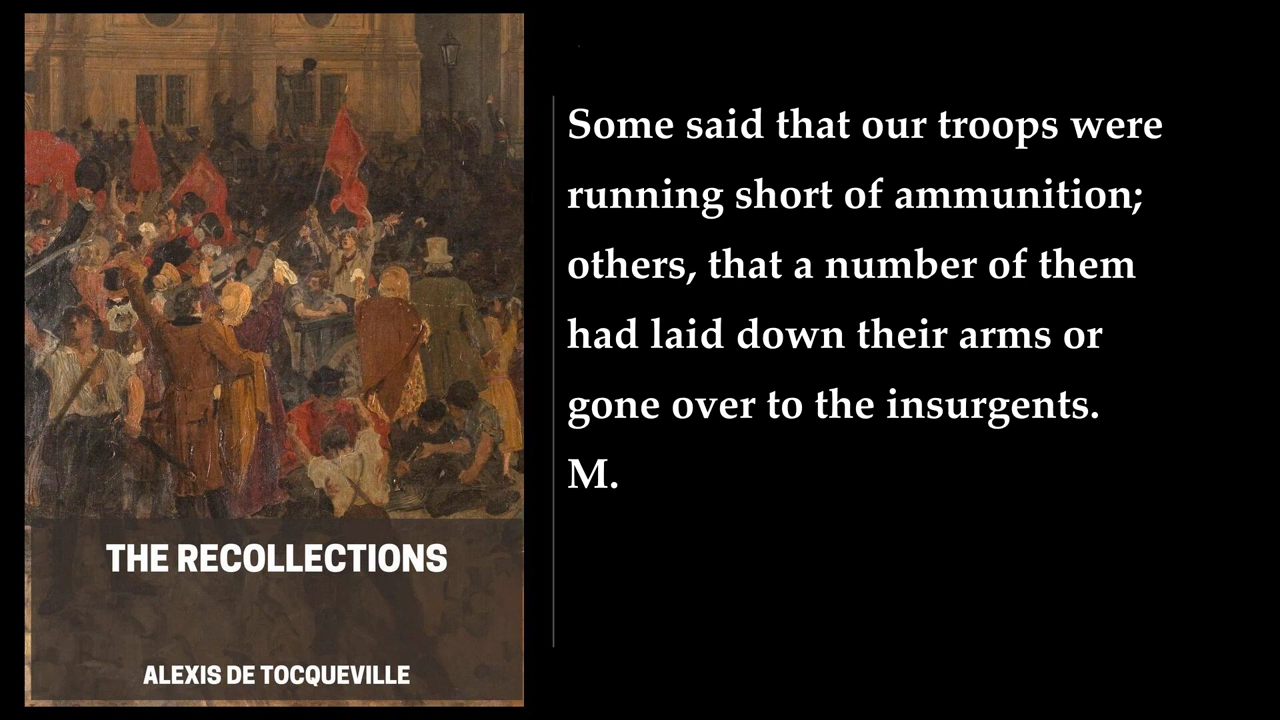 Some said that our troops were
running short of ammunition;
others, that a number of them
had laid down their arms or
gone over to the insurgents.
M.
THE RECOLLECTIONS
ALEXIS DE TOCQUEVILLE